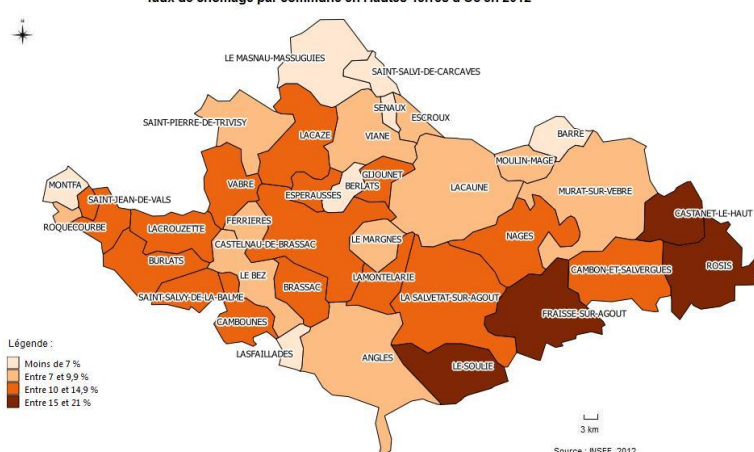 Taux de chômage par commune en Hautes Terres d'Oc en 2012
N
LE MASNAU-MASSUGUIES
SAINT-SALVI-DE-CARCAVES
SENAUX
ESCROUX
SAINT-PIERRE-DE-TRIVISY
LACAZE
VIANE
BARRE
MOULIN-MAGE
GIJOUNET
MONTFA
VABRE
ESPERAUSSES
BERLATS
LACAUNE
MURAT-SUR-VEBRE
SAINT-JEAN-DE-VALS
CASTANET-LE-HAUT
ROQUECOURBE
LACROUZETTE
FERRIERES
CASTELNAU-DE-BRASSAC
LE MARGNES
NAGES
BURLATS
LE BEZ
LAMONTELARIE
CAMBON-ET-SALVERGUES
ROSIS
SAINT-SALVY-DE-LA-BALME
BRASSAC
LA SALVETAT-SUR-AGOUT
CAMBOUNES
FRAISSE-SUR-AGOUT
LASFAILLADES
ANGLES
LE-SOULIE
Légende :
Moins de 7 %
Entre 7 et 9,9 %
Entre 10 et 14,9 %
Entre 15 et 21 %
3 km
Source : INSEE, 2012